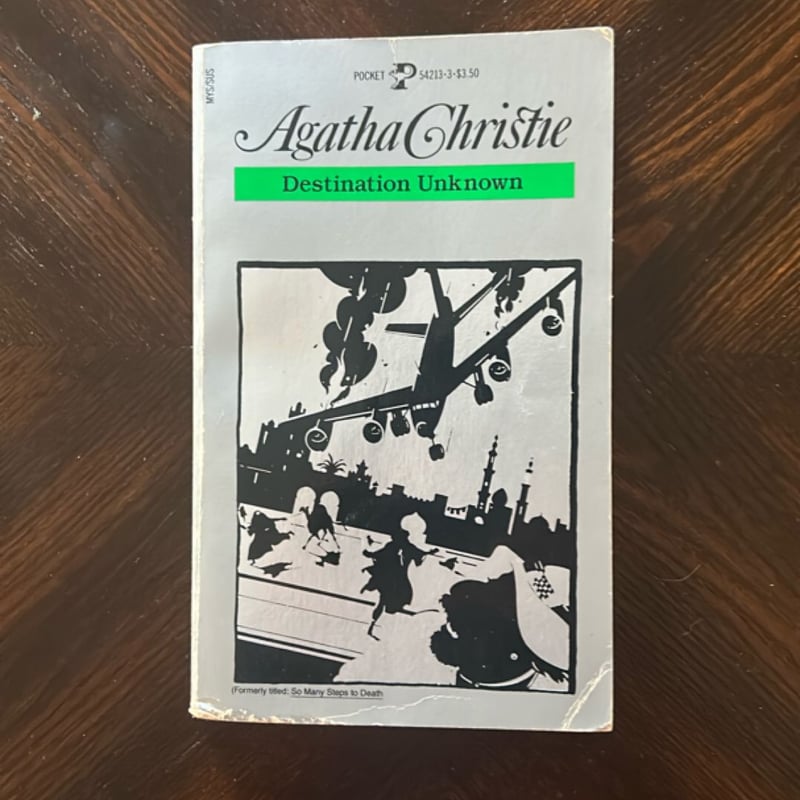 MYS/SUS
POCKET P 54213-3·$3.50
Agatha Christie
Destination Unknown
(Formerly titled: So Many Steps to Death